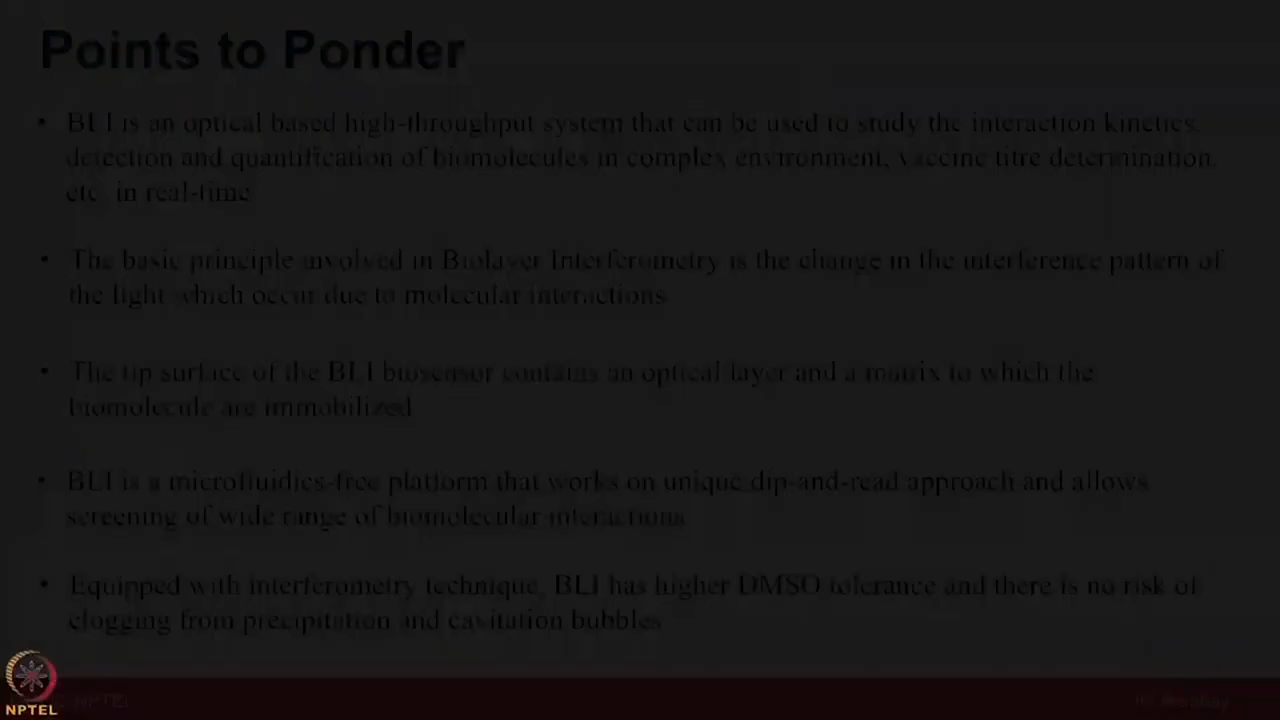 Points to Ponder
• BLI is an optical based high-throughput system that can be used to study the interaction kinetics,
detection and quantification of biomolecules in complex environment, vaccine titre determination,
etc. in real-time
• The basic principle involved in Biolayer Interferometry is the change in the interference pattern of
the light which occur due to molecular interactions
• The tip surface of the BLI biosensor contains an optical layer and a matrix to which the
biomolecule are immobilized
• BLI is a microfluidics-free platform that works on unique dip-and-read approach and allows
screening of wide range of biomolecular interactions
• Equipped with interferometry technique, BLI has higher DMSO tolerance and there is no risk of
clogging from precipitation and cavitation bubbles
NPTEL
NPTEL
Bombay